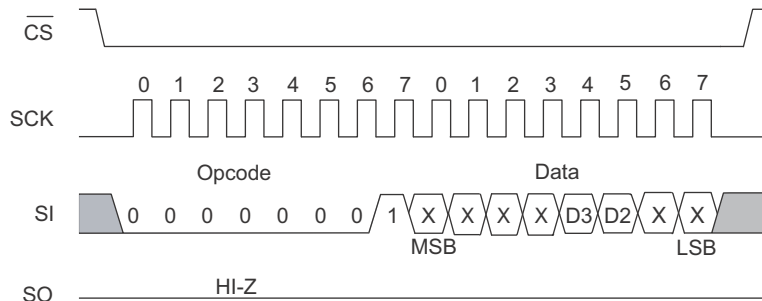 CS
0 1 2 3 4 5 6 7 0 1 2 3 4 5 6 7
SCK
Opcode Data
SI 0 0 0 0 0 0 0 1 X X X X D3 D2 X X
MSB LSB
HI-Z
SO